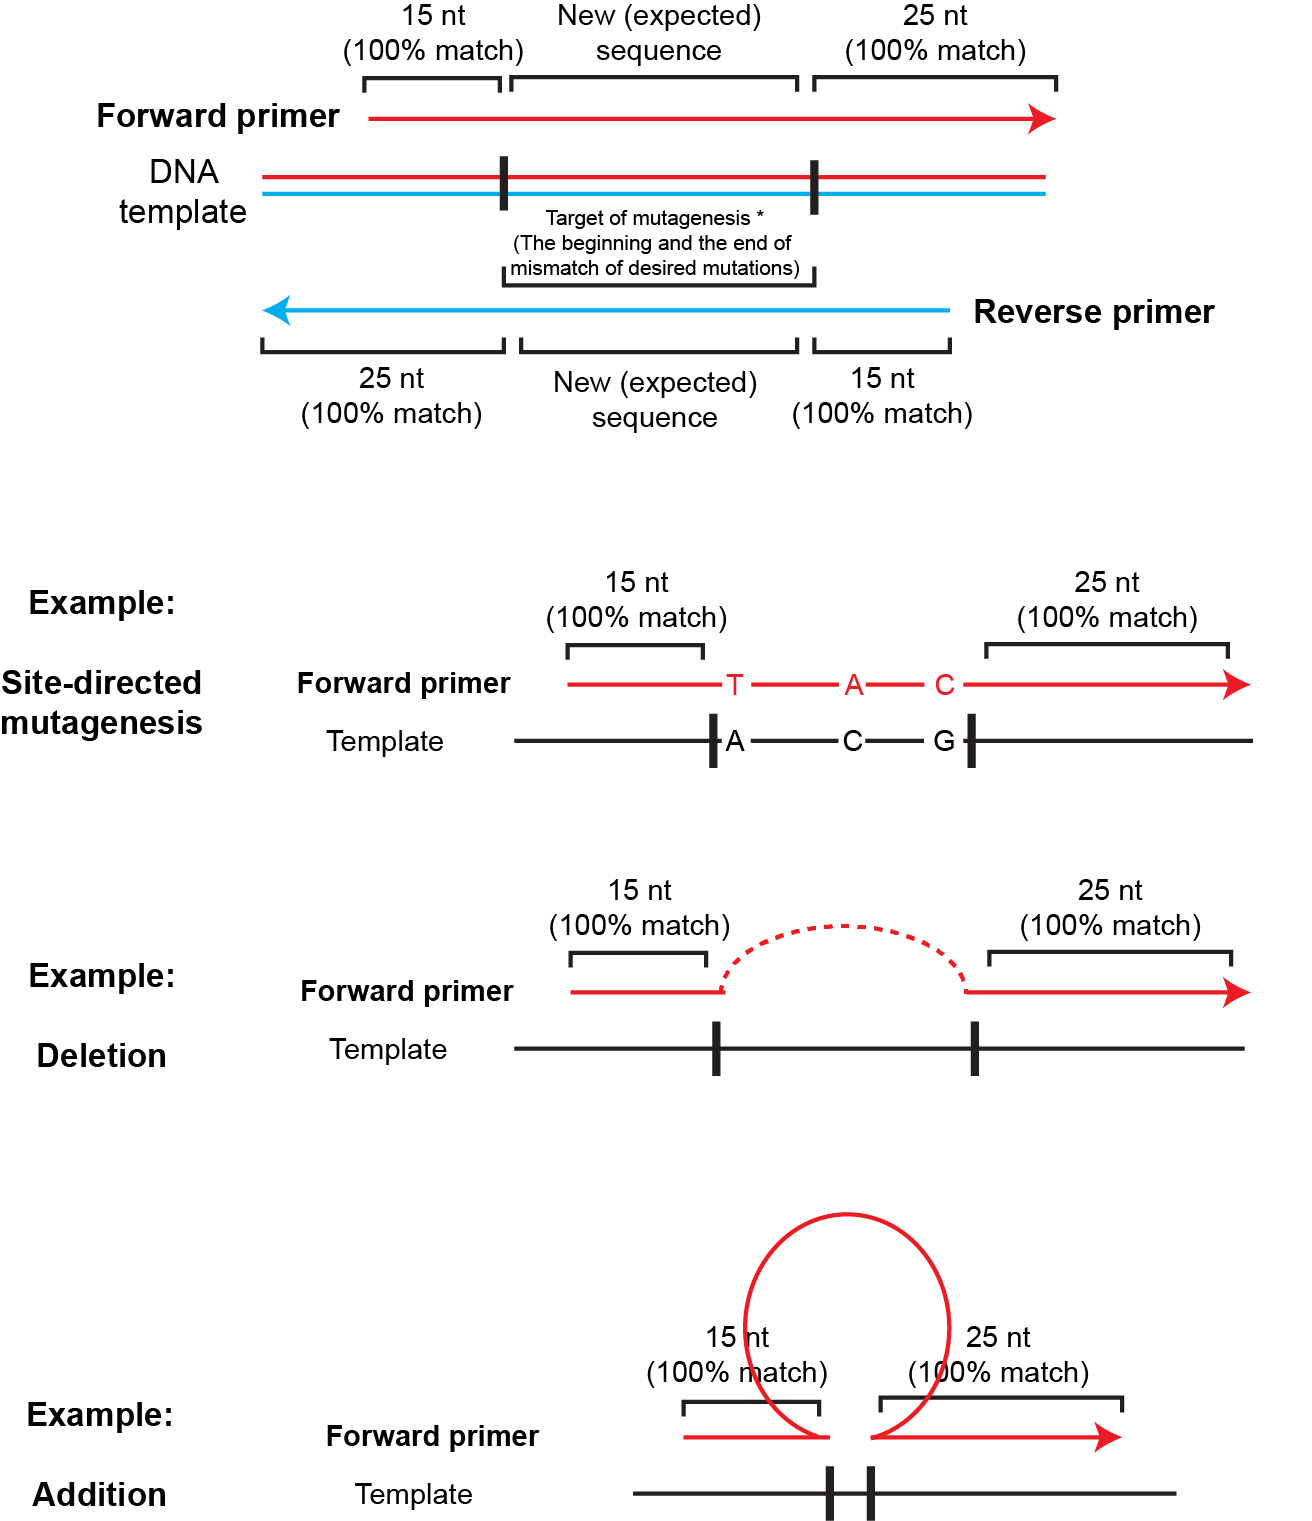 15 nt
(100% match)
New (expected)
sequence
25 nt
(100% match)
Forward primer
DNA
template
Target of mutagenesis *
(The beginning and the end of
mismatch of desired mutations)
Reverse primer
25 nt
(100% match)
New (expected)
sequence
15 nt
(100% match)
Example:
Site-directed
mutagenesis
15 nt
(100% match)
25 nt
(100% match)
Forward primer
T A C
Template
A C G
Example:
Deletion
15 nt
(100% match)
25 nt
(100% match)
Forward primer
Template
Example:
Addition
15 nt
(100% match)
25 nt
(100% match)
Forward primer
Template